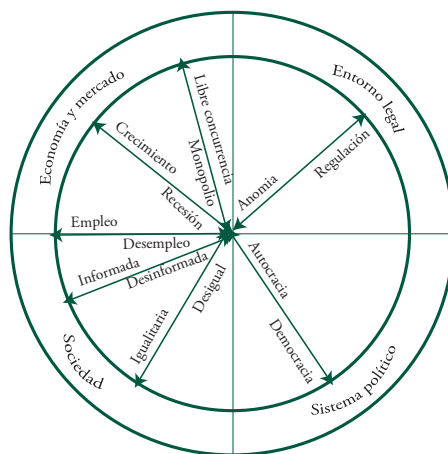 Economía y mercado
Entorno legal
Libre concurrencia
Monopolio
Crecimiento
Recesión
Anomia
Regulación
Empleo
Desempleo
Informada
Desinformada
Igualitaria
Desigual
Autocracia
Democracia
Sociedad
Sistema político